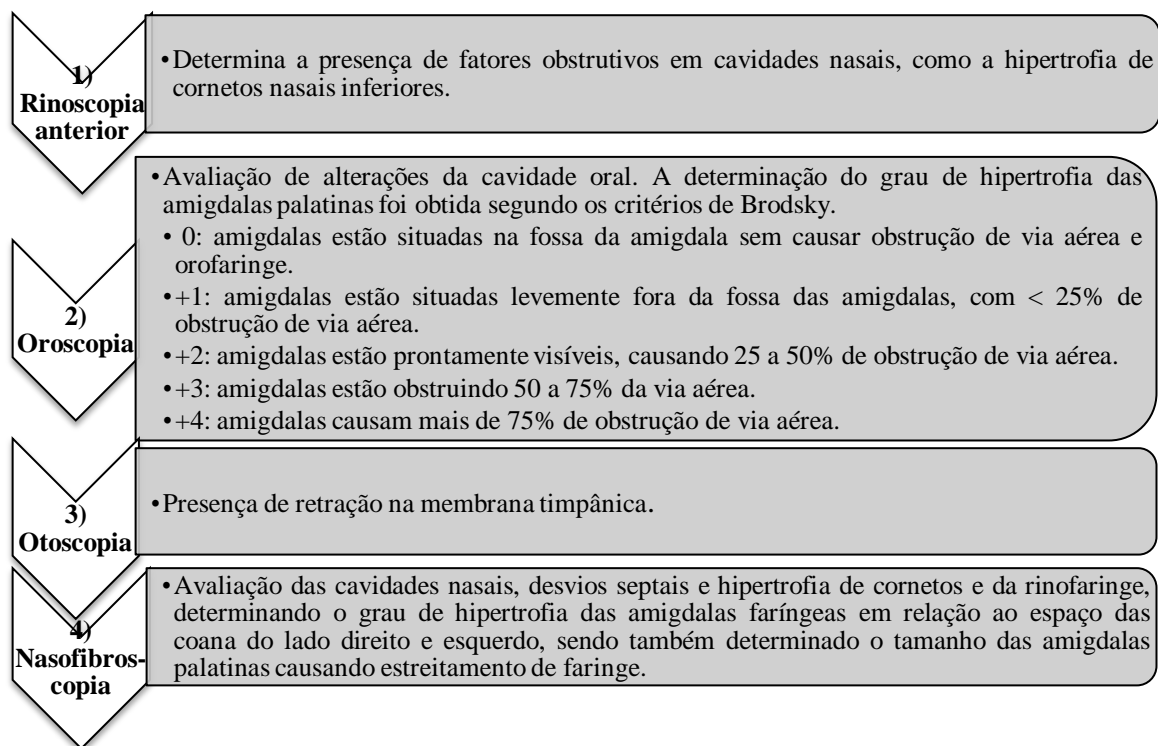 1)
Rinoscopia
anterior
•Determina a presença de fatores obstrutivos em cavidades nasais, como a hipertrofia de
cornetos nasais inferiores.
2)
Oroscopia
•Avaliação de alterações da cavidade oral. A determinação do grau de hipertrofia das
amigdalas palatinas foi obtida segundo os critérios de Brodsky.
• 0: amigdalas estão situadas na fossa da amigdala sem causar obstrução de via aérea e
orofaringe.
•+1: amigdalas estão situadas levemente fora da fossa das amigdalas, com < 25% de
obstrução de via aérea.
•+2: amigdalas estão prontamente visíveis, causando 25 a 50% de obstrução de via aérea.
•+3: amigdalas estão obstruindo 50 a 75% da via aérea.
•+4: amigdalas causam mais de 75% de obstrução de via aérea.
3)
Otoscopia
•Presença de retração na membrana timpânica.
4)
Nasofibros-
copia
•Avaliação das cavidades nasais, desvios septais e hipertrofia de cornetos e da rinofaringe,
determinando o grau de hipertrofia das amigdalas faríngeas em relação ao espaço das
coana do lado direito e esquerdo, sendo também determinado o tamanho das amigdalas
palatinas causando estreitamento de faringe.